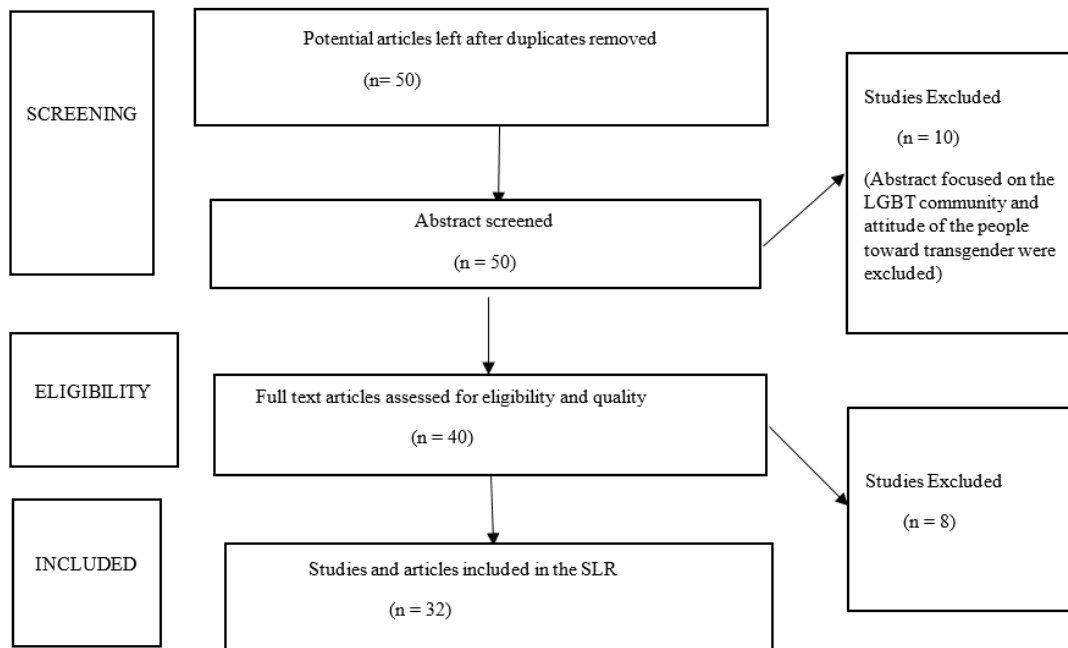 SCREENING
Potential articles left after duplicates removed
(n= 50)
Abstract screened
(n = 50)
Studies Excluded
(n = 10)
(Abstract focused on the
LGBT community and
attitude of the people
toward transgender were
excluded)
ELIGIBILITY
Full text articles assessed for eligibility and quality
(n = 40)
Studies Excluded
(n = 8)
INCLUDED
Studies and articles included in the SLR
(n = 32)